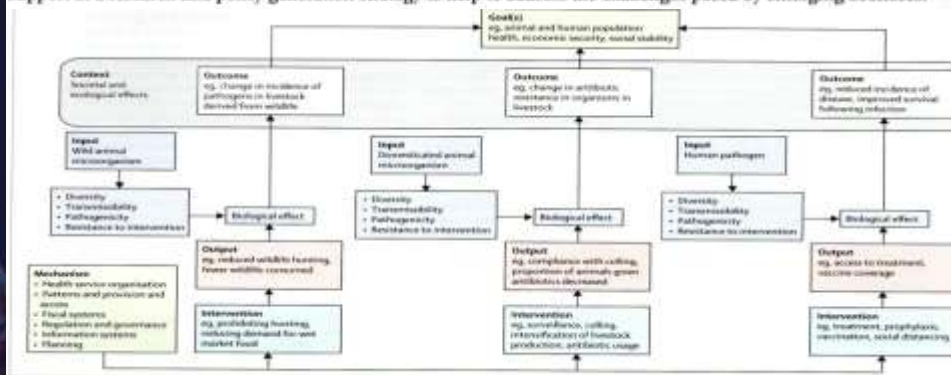 Goal(s)
eg, animal and human population
health, economic security, social stability
Context
Societal and
ecological effects
Outcome
eg, change in incidence of
pathogens in livestock
derived from wildlife
Outcome
eg, change in antibiotic
resistance in organisms in
livestock
Outcome
eg, reduced incidence of
disease, improved survival
following infection
Input
Wild animal
microorganism
Input
Domesticated animal
microorganism
Input
Human pathogen
• Diversity
• Transmissibility
• Pathogenicity
• Resistance to intervention
Biological effect
• Diversity
• Transmissibility
• Pathogenicity
• Resistance to intervention
Biological effect
• Diversity
• Transmissibility
• Pathogenicity
• Resistance to intervention
Biological effect
Output
eg, reduced wildlife hunting,
fewer wildlife consumed
Output
eg, compliance with culling,
proportion of animals given
antibiotics decreased
Output
eg, access to treatment,
vaccine coverage
Mechanism
• Health service organisation
• Patterns and provision and
access
• Fiscal systems
• Regulation and governance
• Information systems
• Planning
Intervention
eg, prohibiting hunting,
reducing demand for wet
market food
Intervention
eg, surveillance, culling,
intensification of livestock
production, antibiotic usage
Intervention
eg, treatment, prophylaxis,
vaccination, social distancing